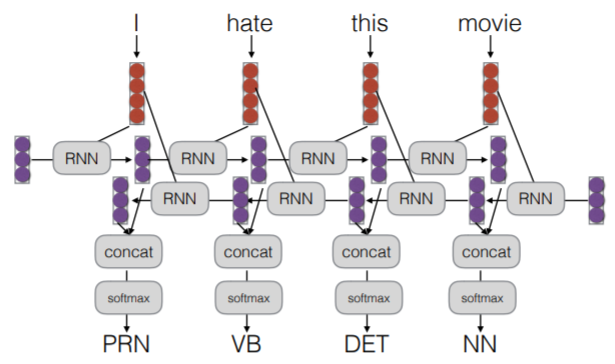 I hate this movie
RNN RNN RNN RNN
RNN RNN RNN RNN
concat concat concat concat
softmax softmax softmax softmax
PRN VB DET NN